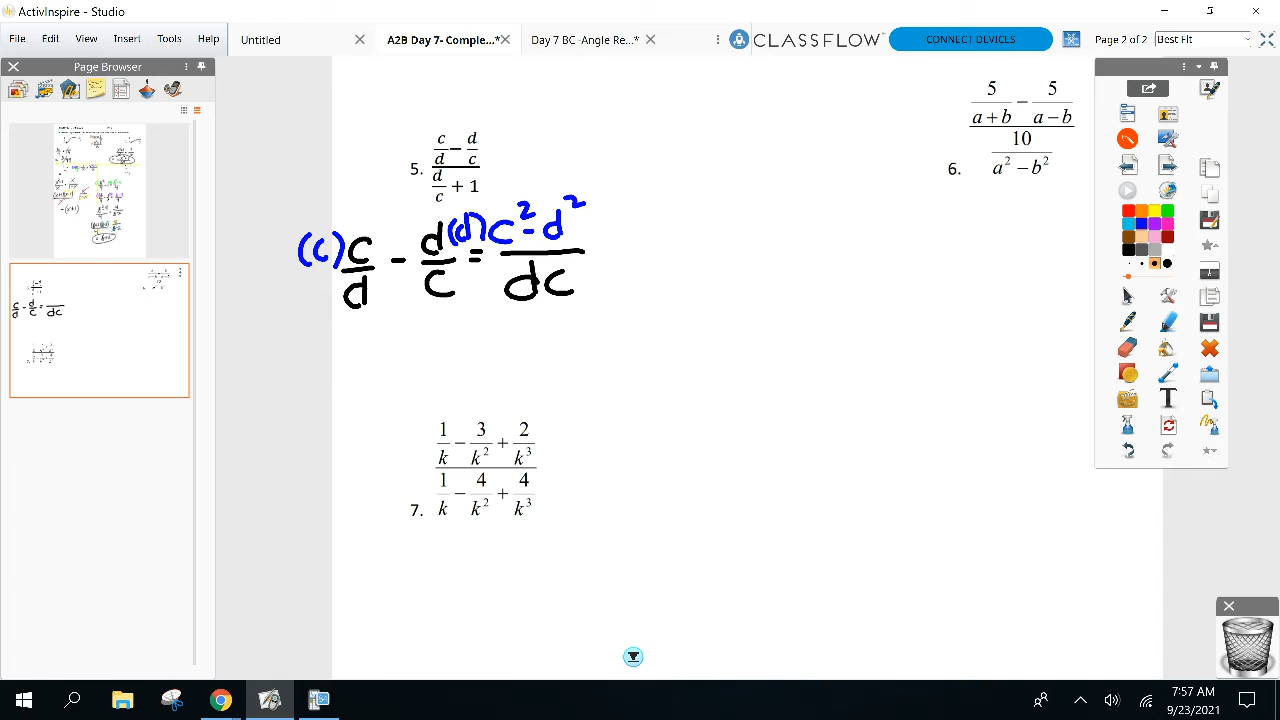 ActivInspire - Studio
File Edit View Insert Tools Help
Untitled
A2B Day 7- Comple...*
Day 7 BC -Angle Re... *
CLASSFLOW
CONNECT DEVICES
Page 2 of 2
Best Fit
Page Browser
5. (c/d - d/c)/(d/c + 1)
(c) c/d - d/c (d) = (c² - d²)/dc
6. (5/(a + b) - 5/(a - b))/(10/(a² - b²))
7. (1/k - 3/k² + 2/k³)/(1/k - 4/k² + 4/k³)
T
7:57 AM
9/23/2021